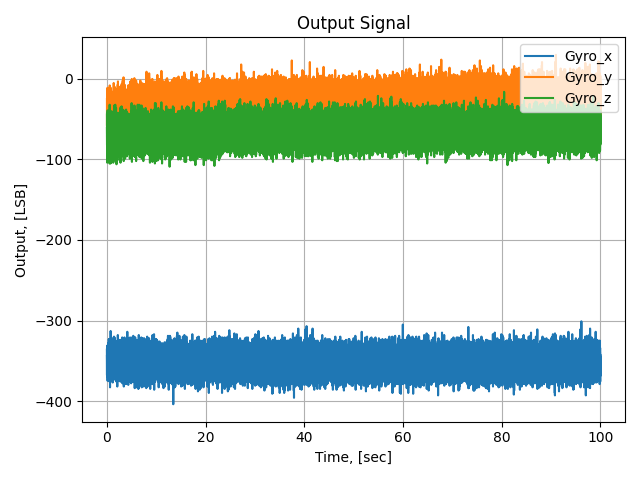 Output Signal
Gyro_x
Gyro_y
Gyro_z
Output, [LSB]
0
−100
−200
−300
−400
0 20 40 60 80 100
Time, [sec]